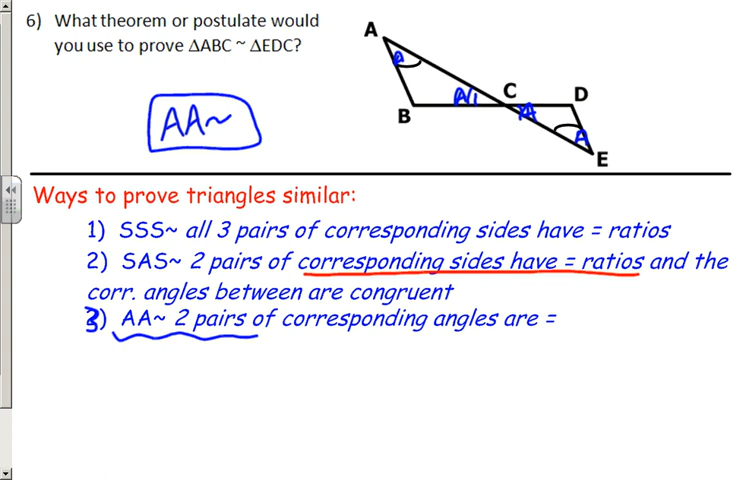 6) What theorem or postulate would
you use to prove ΔABC ~ ΔEDC?
AA~
A
B
C
D
E
A
A
A
Ways to prove triangles similar:
1) SSS~ all 3 pairs of corresponding sides have = ratios
2) SAS~ 2 pairs of corresponding sides have = ratios and the
corr. angles between are congruent
3) AA~ 2 pairs of corresponding angles are =